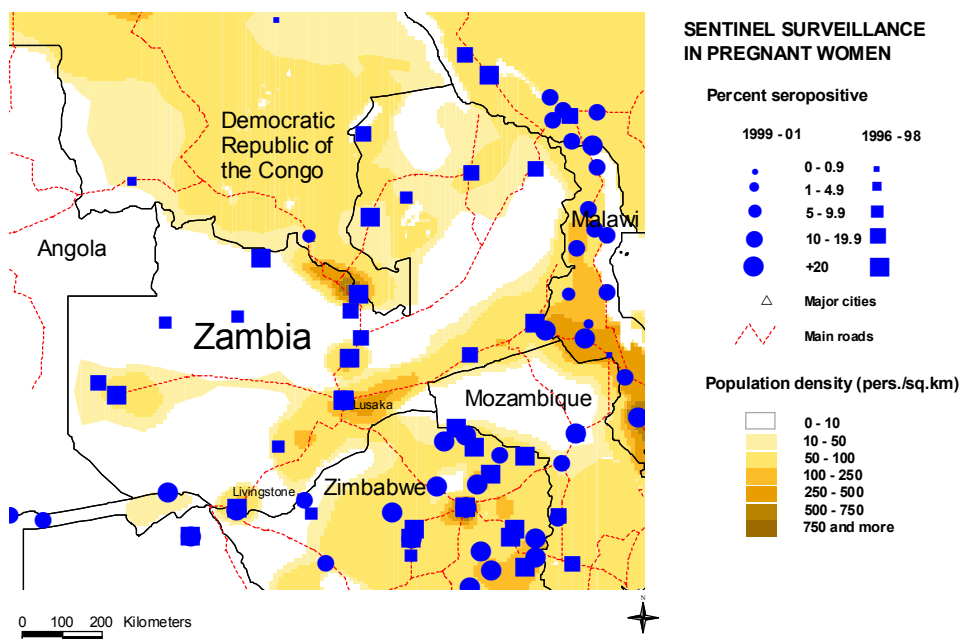 SENTINEL SURVEILLANCE
IN PREGNANT WOMEN
Percent seropositive
1999 - 01 1996 - 98
0 - 0.9
1 - 4.9
5 - 9.9
10 - 19.9
+20
Major cities
Main roads
Population density (pers./sq.km)
0 - 10
10 - 50
50 - 100
100 - 250
250 - 500
500 - 750
750 and more
Democratic
Republic of
the Congo
Malawi
Angola
Zambia
Lusaka
Mozambique
Livingstone
Zimbabwe
N
0 100 200 Kilometers